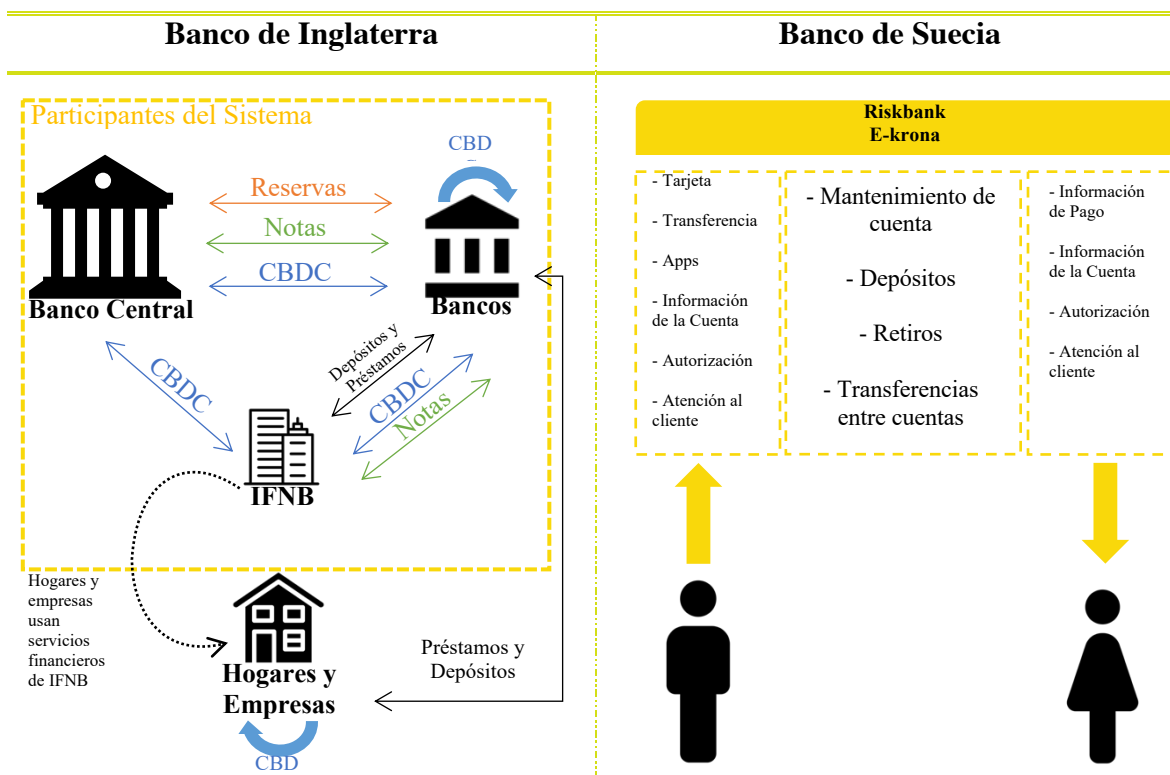 Banco de Inglaterra
Participantes del Sistema
CBD
Reservas
Notas
CBDC
Banco Central
Bancos
Depósitos y
Préstamos
CBDC
CBDC
Notas
IFNB
Hogares y
empresas
usan
servicios
financieros
de IFNB
Préstamos y
Depósitos
Hogares y
Empresas
CBD
Banco de Suecia
Riskbank
E-krona
- Tarjeta
- Transferencia
- Apps
- Información
de la Cuenta
- Autorización
- Atención al
cliente
- Mantenimiento de
cuenta
- Depósitos
- Retiros
- Transferencias
entre cuentas
- Información
de Pago
- Información
de la Cuenta
- Autorización
- Atención al
cliente